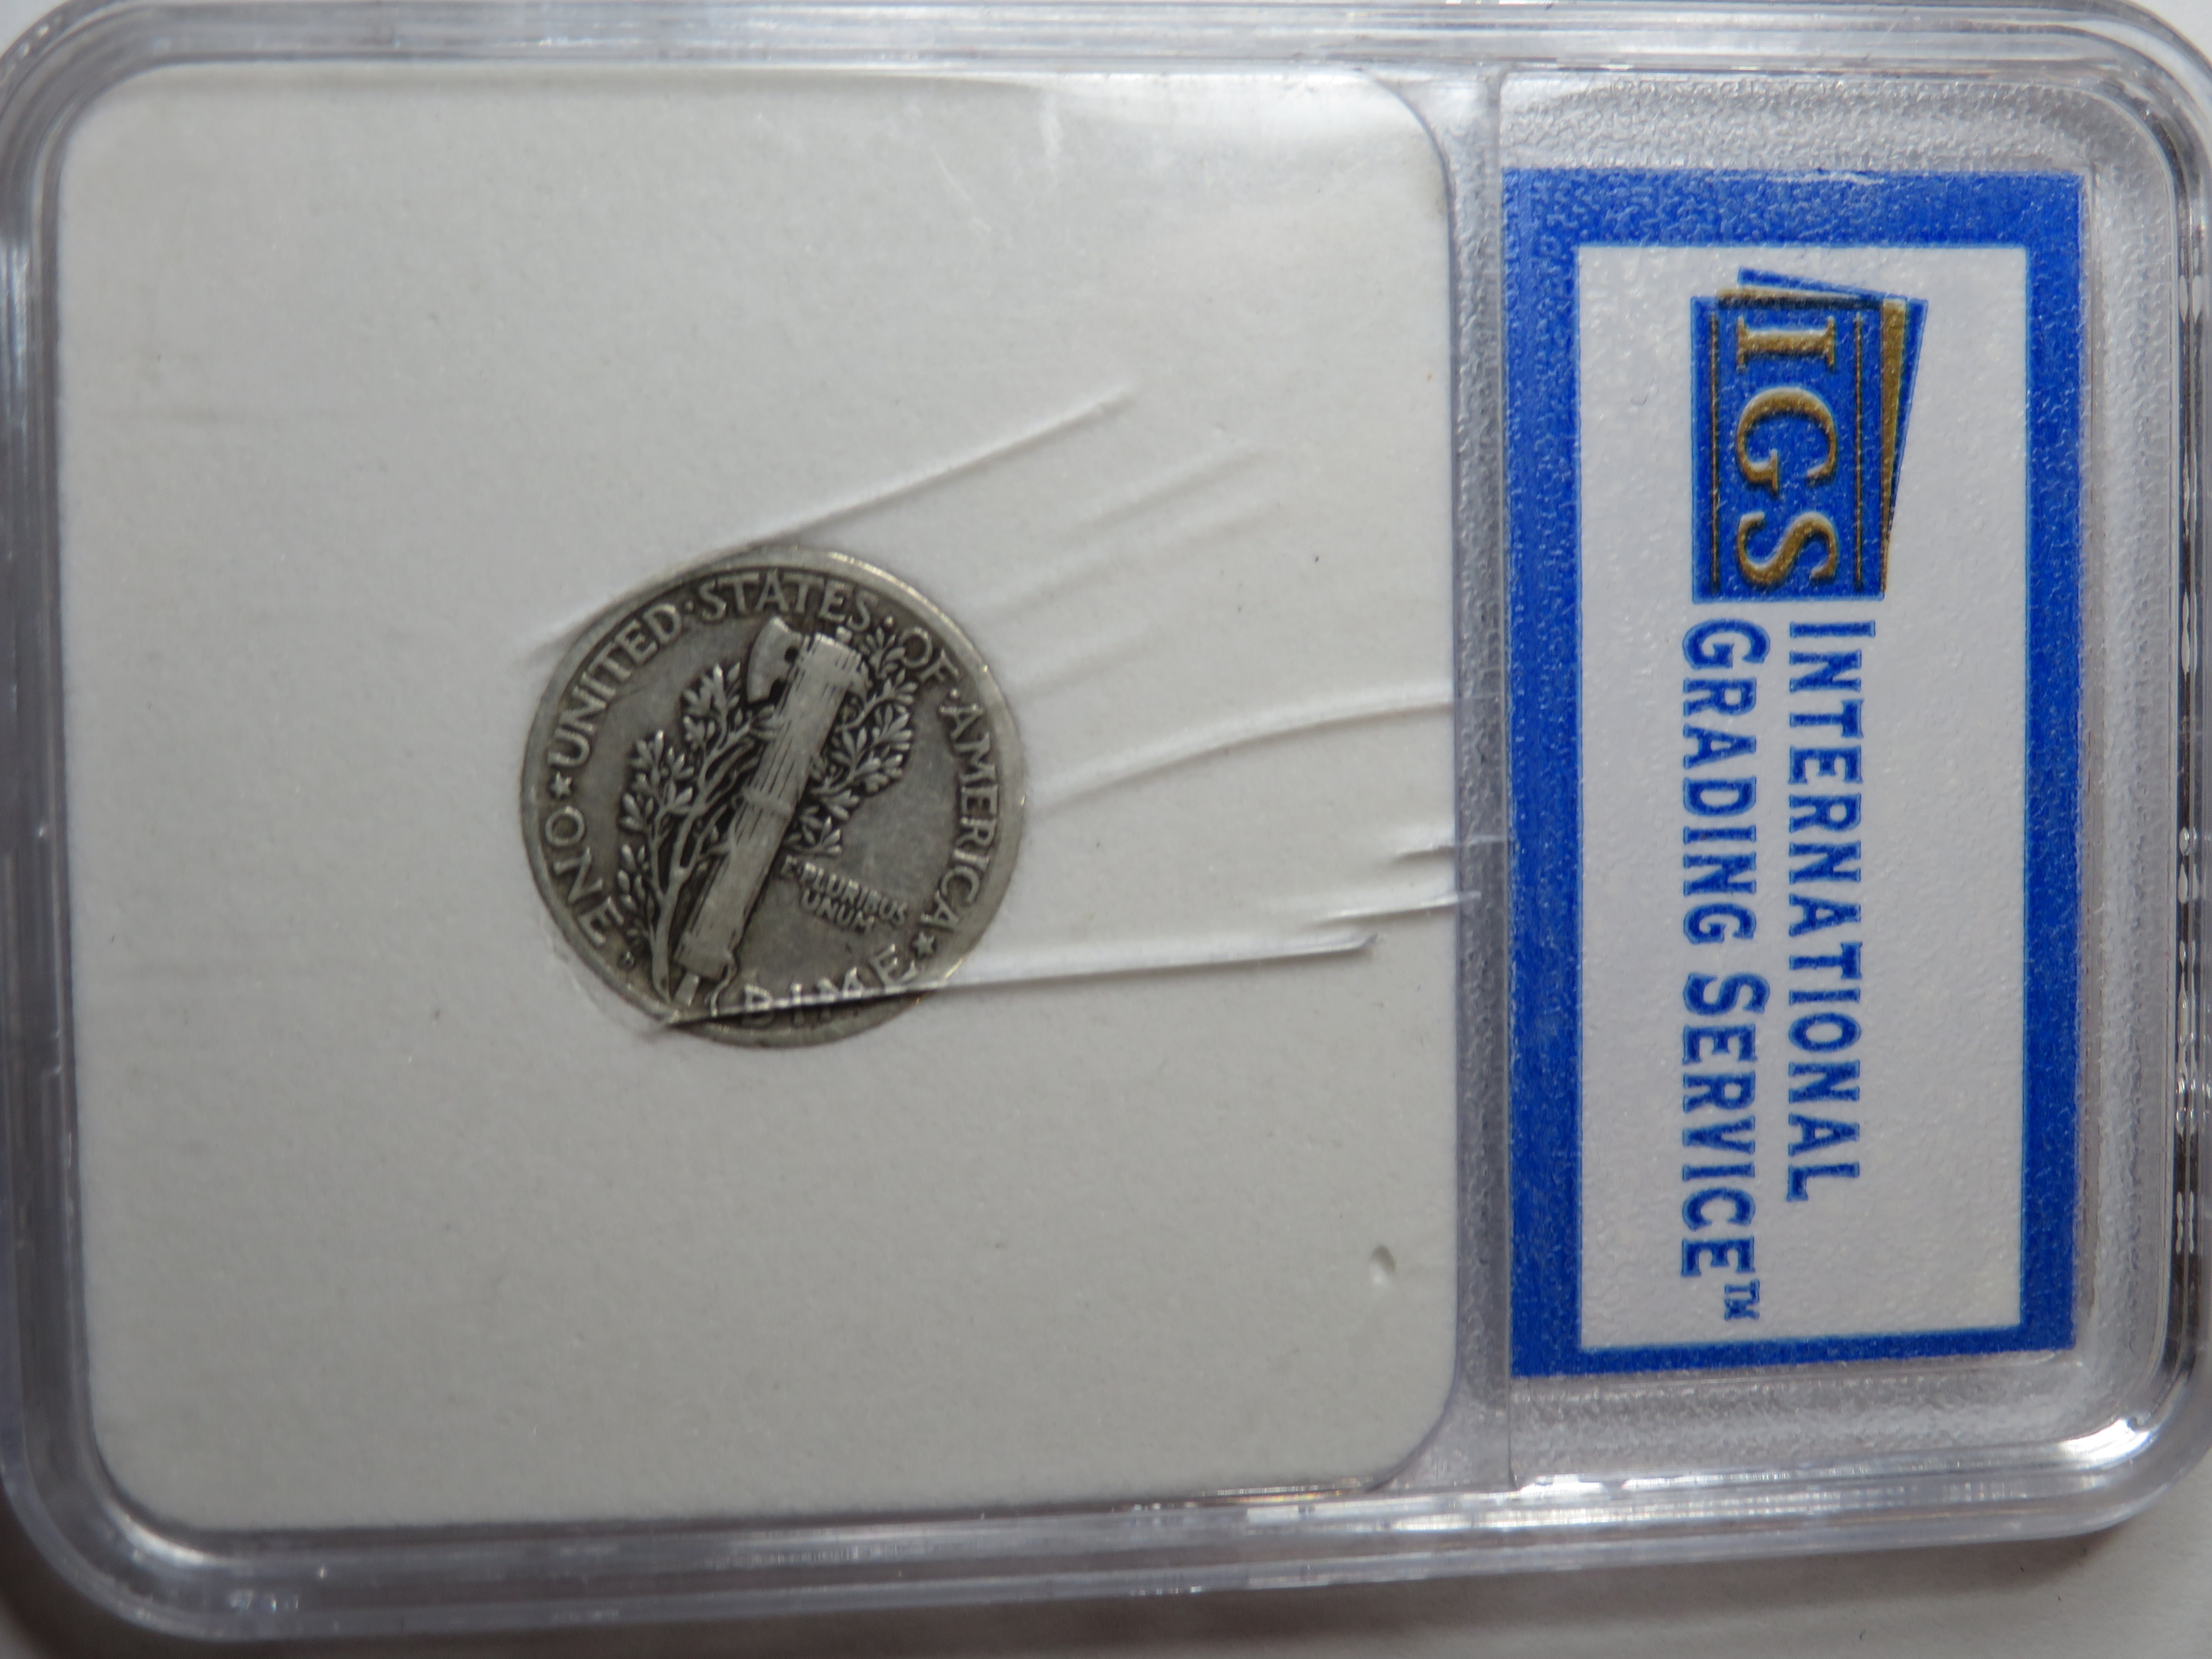 IGS
INTERNATIONAL
GRADING SERVICE™
UNITED·STATES·OF·AMERICA
E·PLURIBUS
UNUM
ONE DIME
D